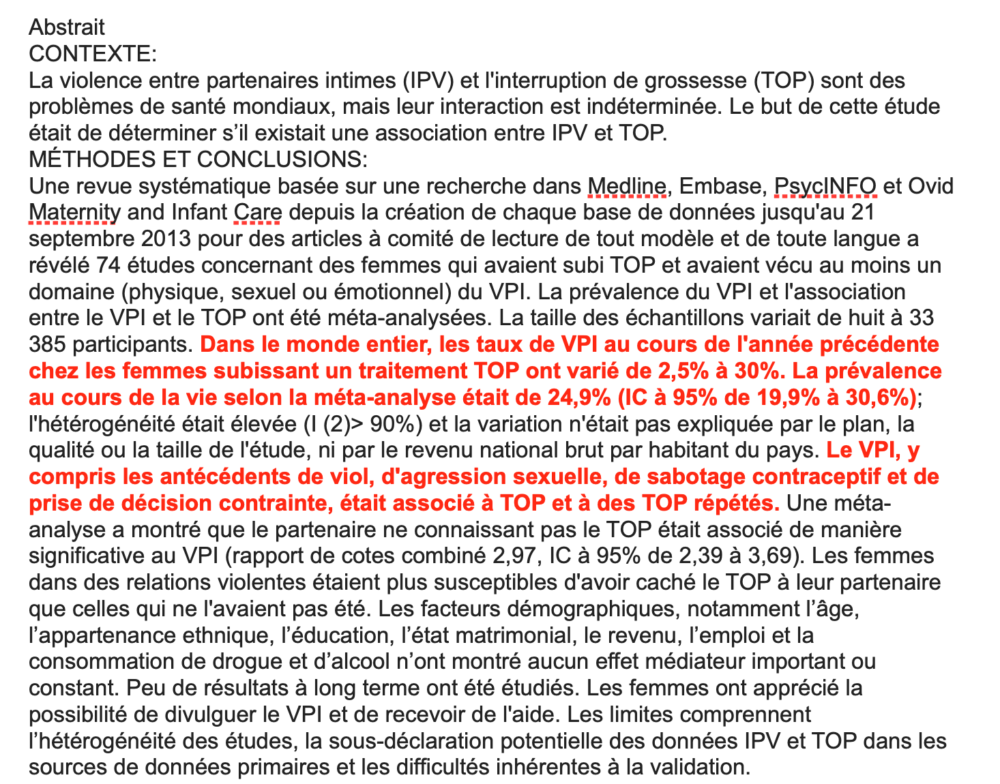 Abstrait
CONTEXTE:
La violence entre partenaires intimes (IPV) et l'interruption de grossesse (TOP) sont des
problèmes de santé mondiaux, mais leur interaction est indéterminée. Le but de cette étude
était de déterminer s’il existait une association entre IPV et TOP.
MÉTHODES ET CONCLUSIONS:
Une revue systématique basée sur une recherche dans Medline, Embase, PsycINFO et Ovid
Maternity and Infant Care depuis la création de chaque base de données jusqu'au 21
septembre 2013 pour des articles à comité de lecture de tout modèle et de toute langue a
révélé 74 études concernant des femmes qui avaient subi TOP et avaient vécu au moins un
domaine (physique, sexuel ou émotionnel) du VPI. La prévalence du VPI et l'association
entre le VPI et le TOP ont été méta-analysées. La taille des échantillons variait de huit à 33
385 participants. Dans le monde entier, les taux de VPI au cours de l'année précédente
chez les femmes subissant un traitement TOP ont varié de 2,5% à 30%. La prévalence
au cours de la vie selon la méta-analyse était de 24,9% (IC à 95% de 19,9% à 30,6%);
l'hétérogénéité était élevée (I (2)> 90%) et la variation n'était pas expliquée par le plan, la
qualité ou la taille de l'étude, ni par le revenu national brut par habitant du pays. Le VPI, y
compris les antécédents de viol, d'agression sexuelle, de sabotage contraceptif et de
prise de décision contrainte, était associé à TOP et à des TOP répétés. Une méta-
analyse a montré que le partenaire ne connaissant pas le TOP était associé de manière
significative au VPI (rapport de cotes combiné 2,97, IC à 95% de 2,39 à 3,69). Les femmes
dans des relations violentes étaient plus susceptibles d'avoir caché le TOP à leur partenaire
que celles qui ne l'avaient pas été. Les facteurs démographiques, notamment l’âge,
l’appartenance ethnique, l’éducation, l’état matrimonial, le revenu, l’emploi et la
consommation de drogue et d’alcool n’ont montré aucun effet médiateur important ou
constant. Peu de résultats à long terme ont été étudiés. Les femmes ont apprécié la
possibilité de divulguer le VPI et de recevoir de l'aide. Les limites comprennent
l’hétérogénéité des études, la sous-déclaration potentielle des données IPV et TOP dans les
sources de données primaires et les difficultés inhérentes à la validation.